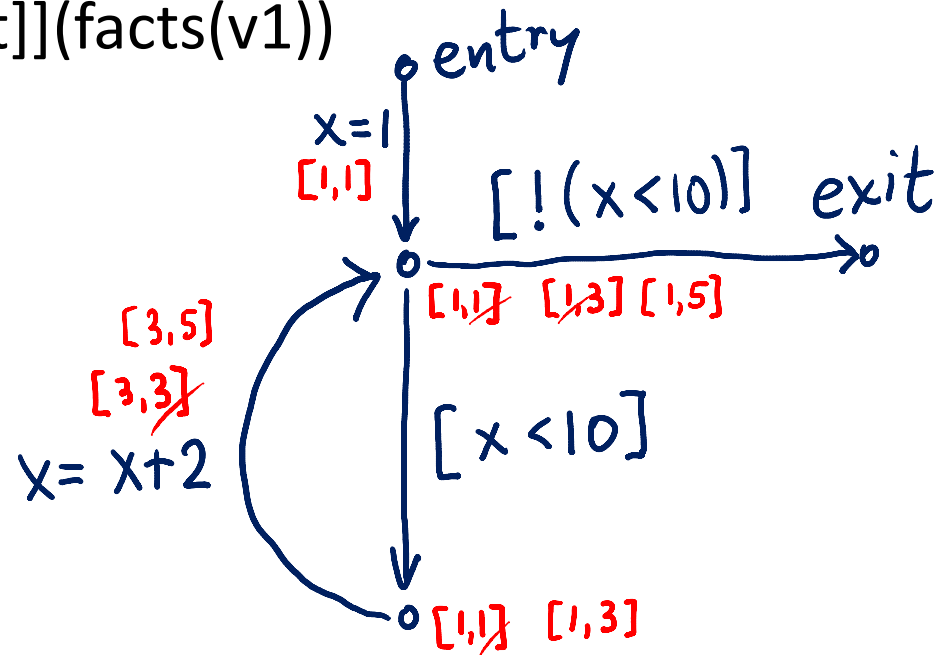 t]](facts(v1))
entry
x=1
[1,1]
[!(x<10)] exit
[1,1] [1,3] [1,5]
[3,5]
[3,3]
[x<10]
x= x+2
[1,1] [1,3]